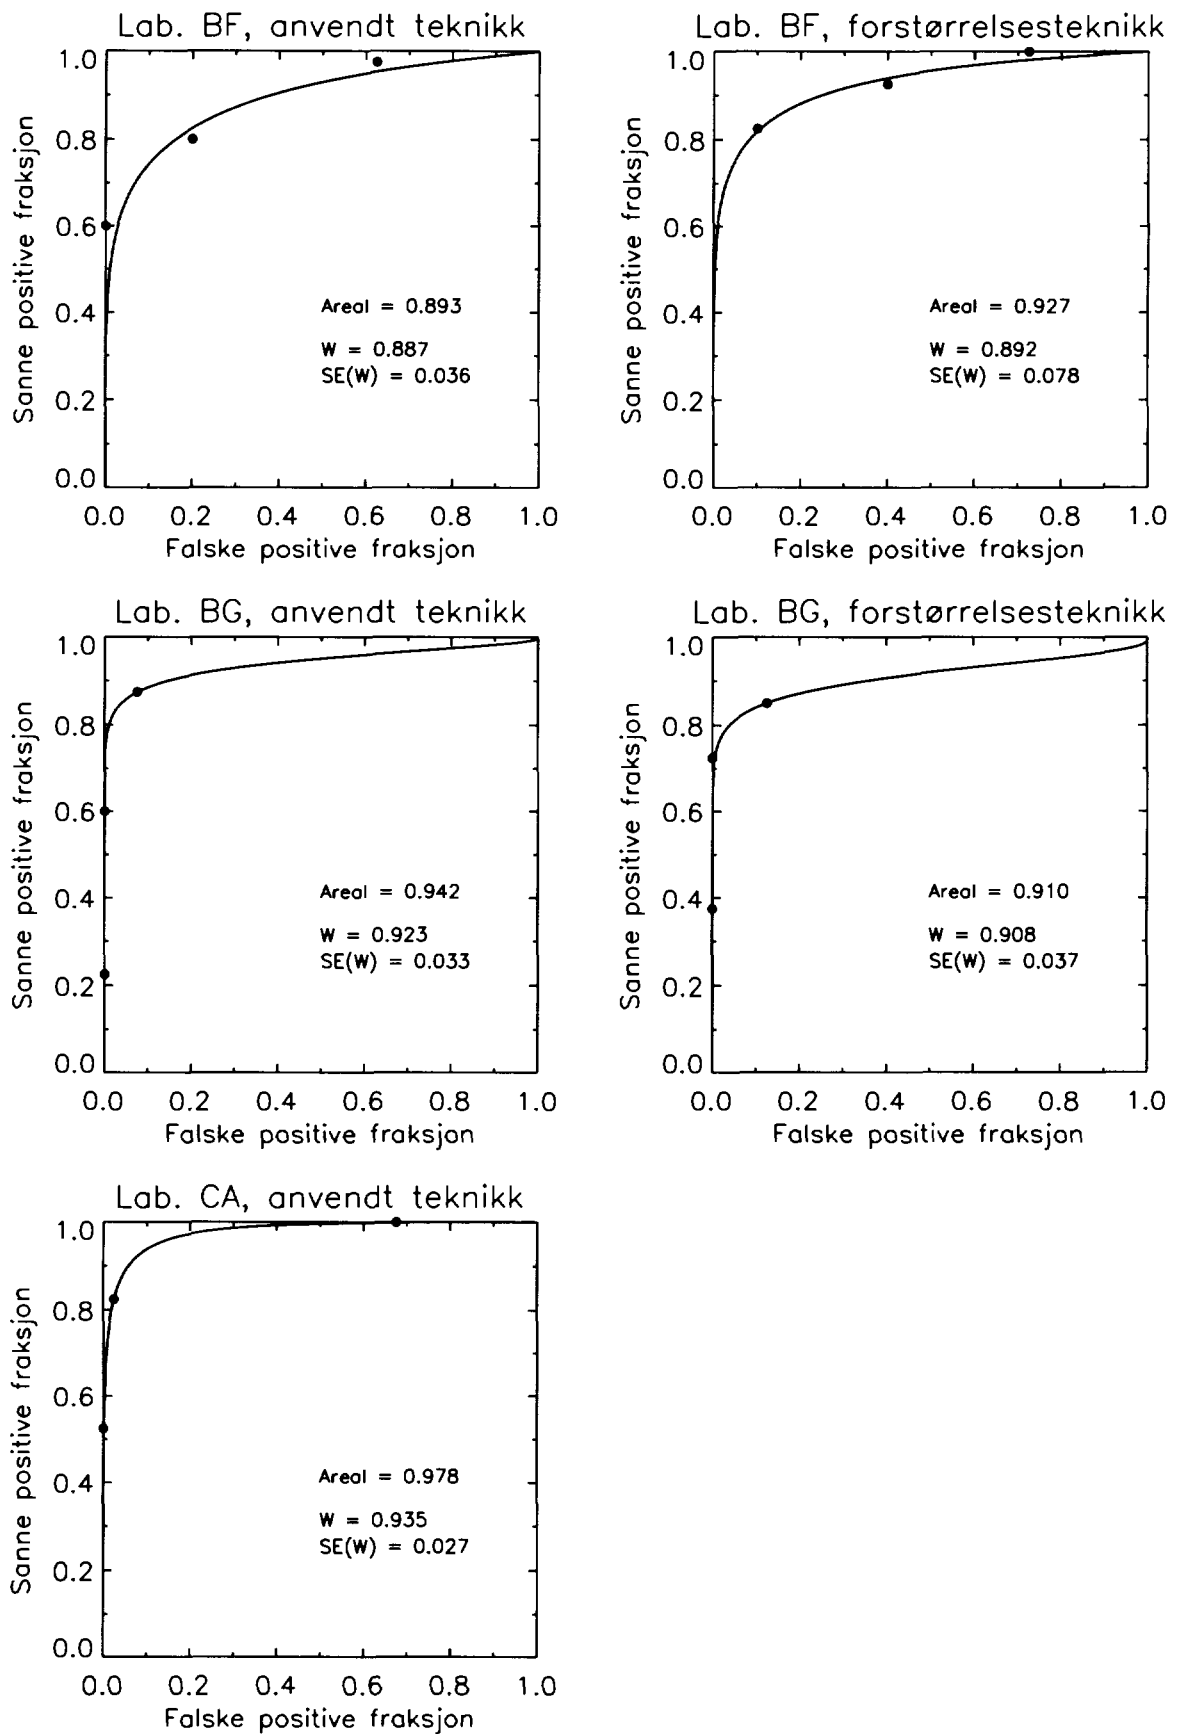 Lab. BF, anvendt teknikk
1.0
0.8
0.6
0.4
0.2
0.0
Sanne positive fraksjon
Areal = 0.893
W = 0.887
SE(W) = 0.036
0.0 0.2 0.4 0.6 0.8 1.0
Falske positive fraksjon
Lab. BF, forstørrelsesteknikk
1.0
0.8
0.6
0.4
0.2
0.0
Sanne positive fraksjon
Areal = 0.927
W = 0.892
SE(W) = 0.078
0.0 0.2 0.4 0.6 0.8 1.0
Falske positive fraksjon
Lab. BG, anvendt teknikk
1.0
0.8
0.6
0.4
0.2
0.0
Sanne positive fraksjon
Areal = 0.942
W = 0.923
SE(W) = 0.033
0.0 0.2 0.4 0.6 0.8 1.0
Falske positive fraksjon
Lab. BG, forstørrelsesteknikk
1.0
0.8
0.6
0.4
0.2
0.0
Sanne positive fraksjon
Areal = 0.910
W = 0.908
SE(W) = 0.037
0.0 0.2 0.4 0.6 0.8 1.0
Falske positive fraksjon
Lab. CA, anvendt teknikk
1.0
0.8
0.6
0.4
0.2
0.0
Sanne positive fraksjon
Areal = 0.978
W = 0.935
SE(W) = 0.027
0.0 0.2 0.4 0.6 0.8 1.0
Falske positive fraksjon